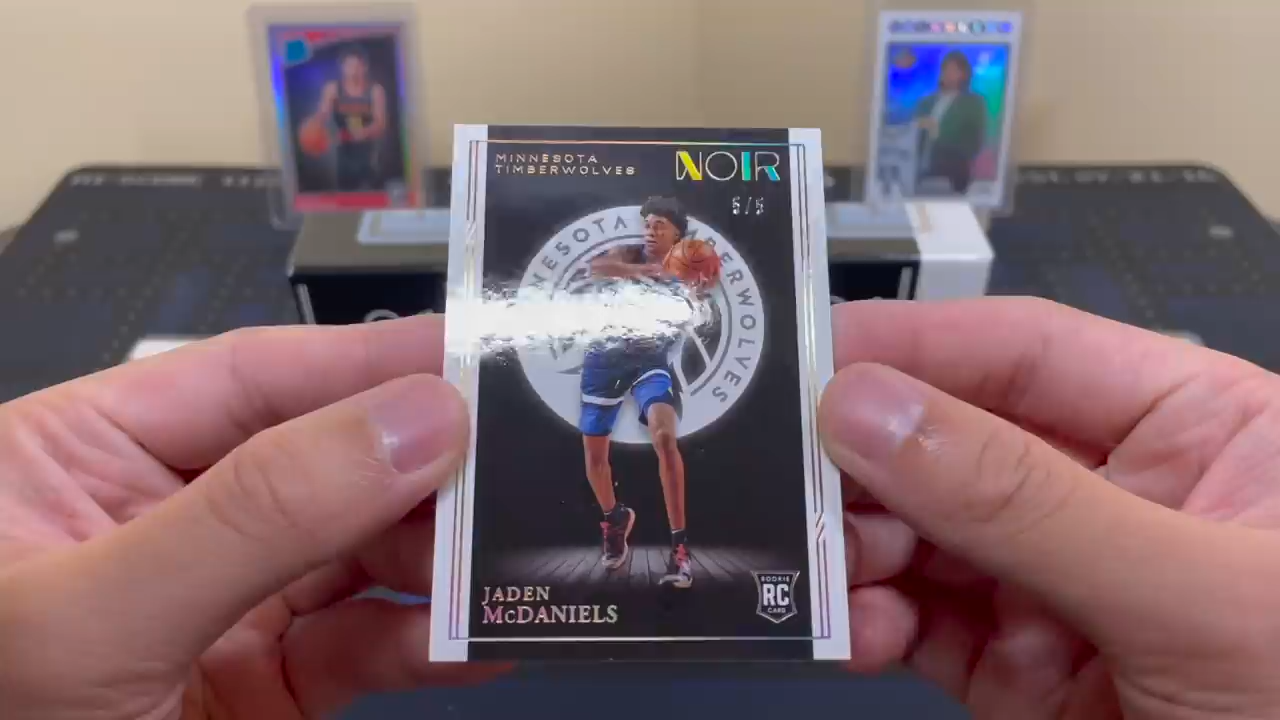 MINNESOTA
TIMBERWOLVES
NOIR
5/5
JADEN
McDANIELS
ROOKIE
RC
CARD